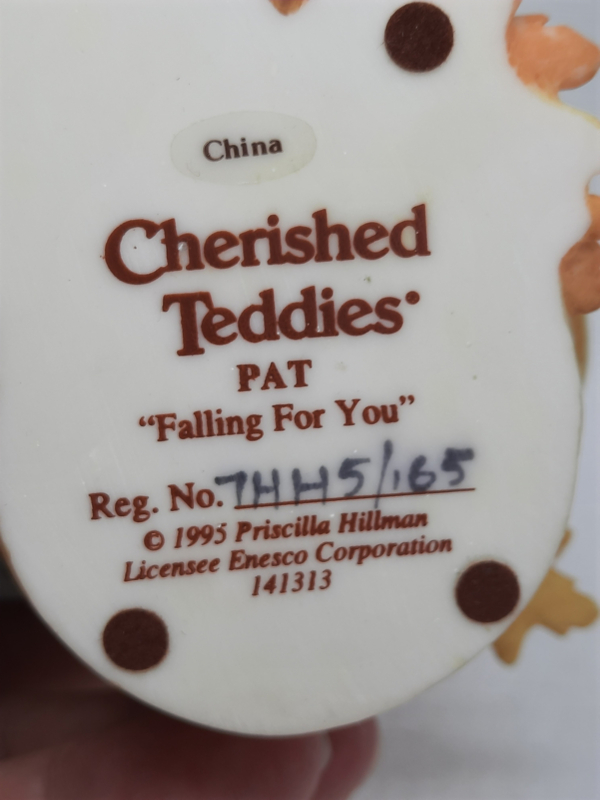 China
Cherished
Teddies®
PAT
“Falling For You”
Reg. No. 7HH5/165
© 1995 Priscilla Hillman
Licensee Enesco Corporation
141313